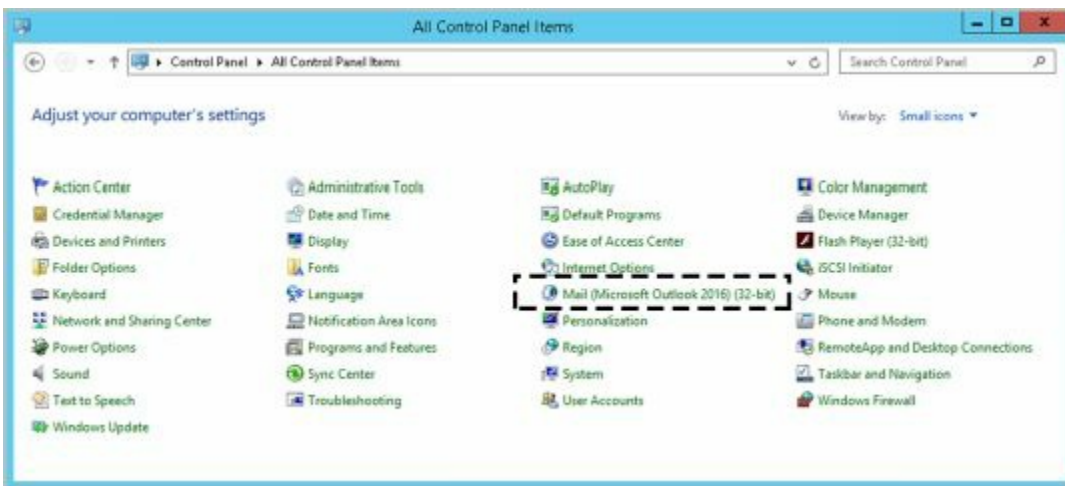 All Control Panel Items
Control Panel ▸ All Control Panel Items Search Control Panel
Adjust your computer's settings View by: Small icons
Action Center Administrative Tools AutoPlay Color Management
Credential Manager Date and Time Default Programs Device Manager
Devices and Printers Display Ease of Access Center Flash Player (32-bit)
Folder Options Fonts Internet Options iSCSI Initiator
Keyboard Language Mail (Microsoft Outlook 2016) (32-bit) Mouse
Network and Sharing Center Notification Area Icons Personalization Phone and Modem
Power Options Programs and Features Region RemoteApp and Desktop Connections
Sound Sync Center System Taskbar and Navigation
Text to Speech Troubleshooting User Accounts Windows Firewall
Windows Update